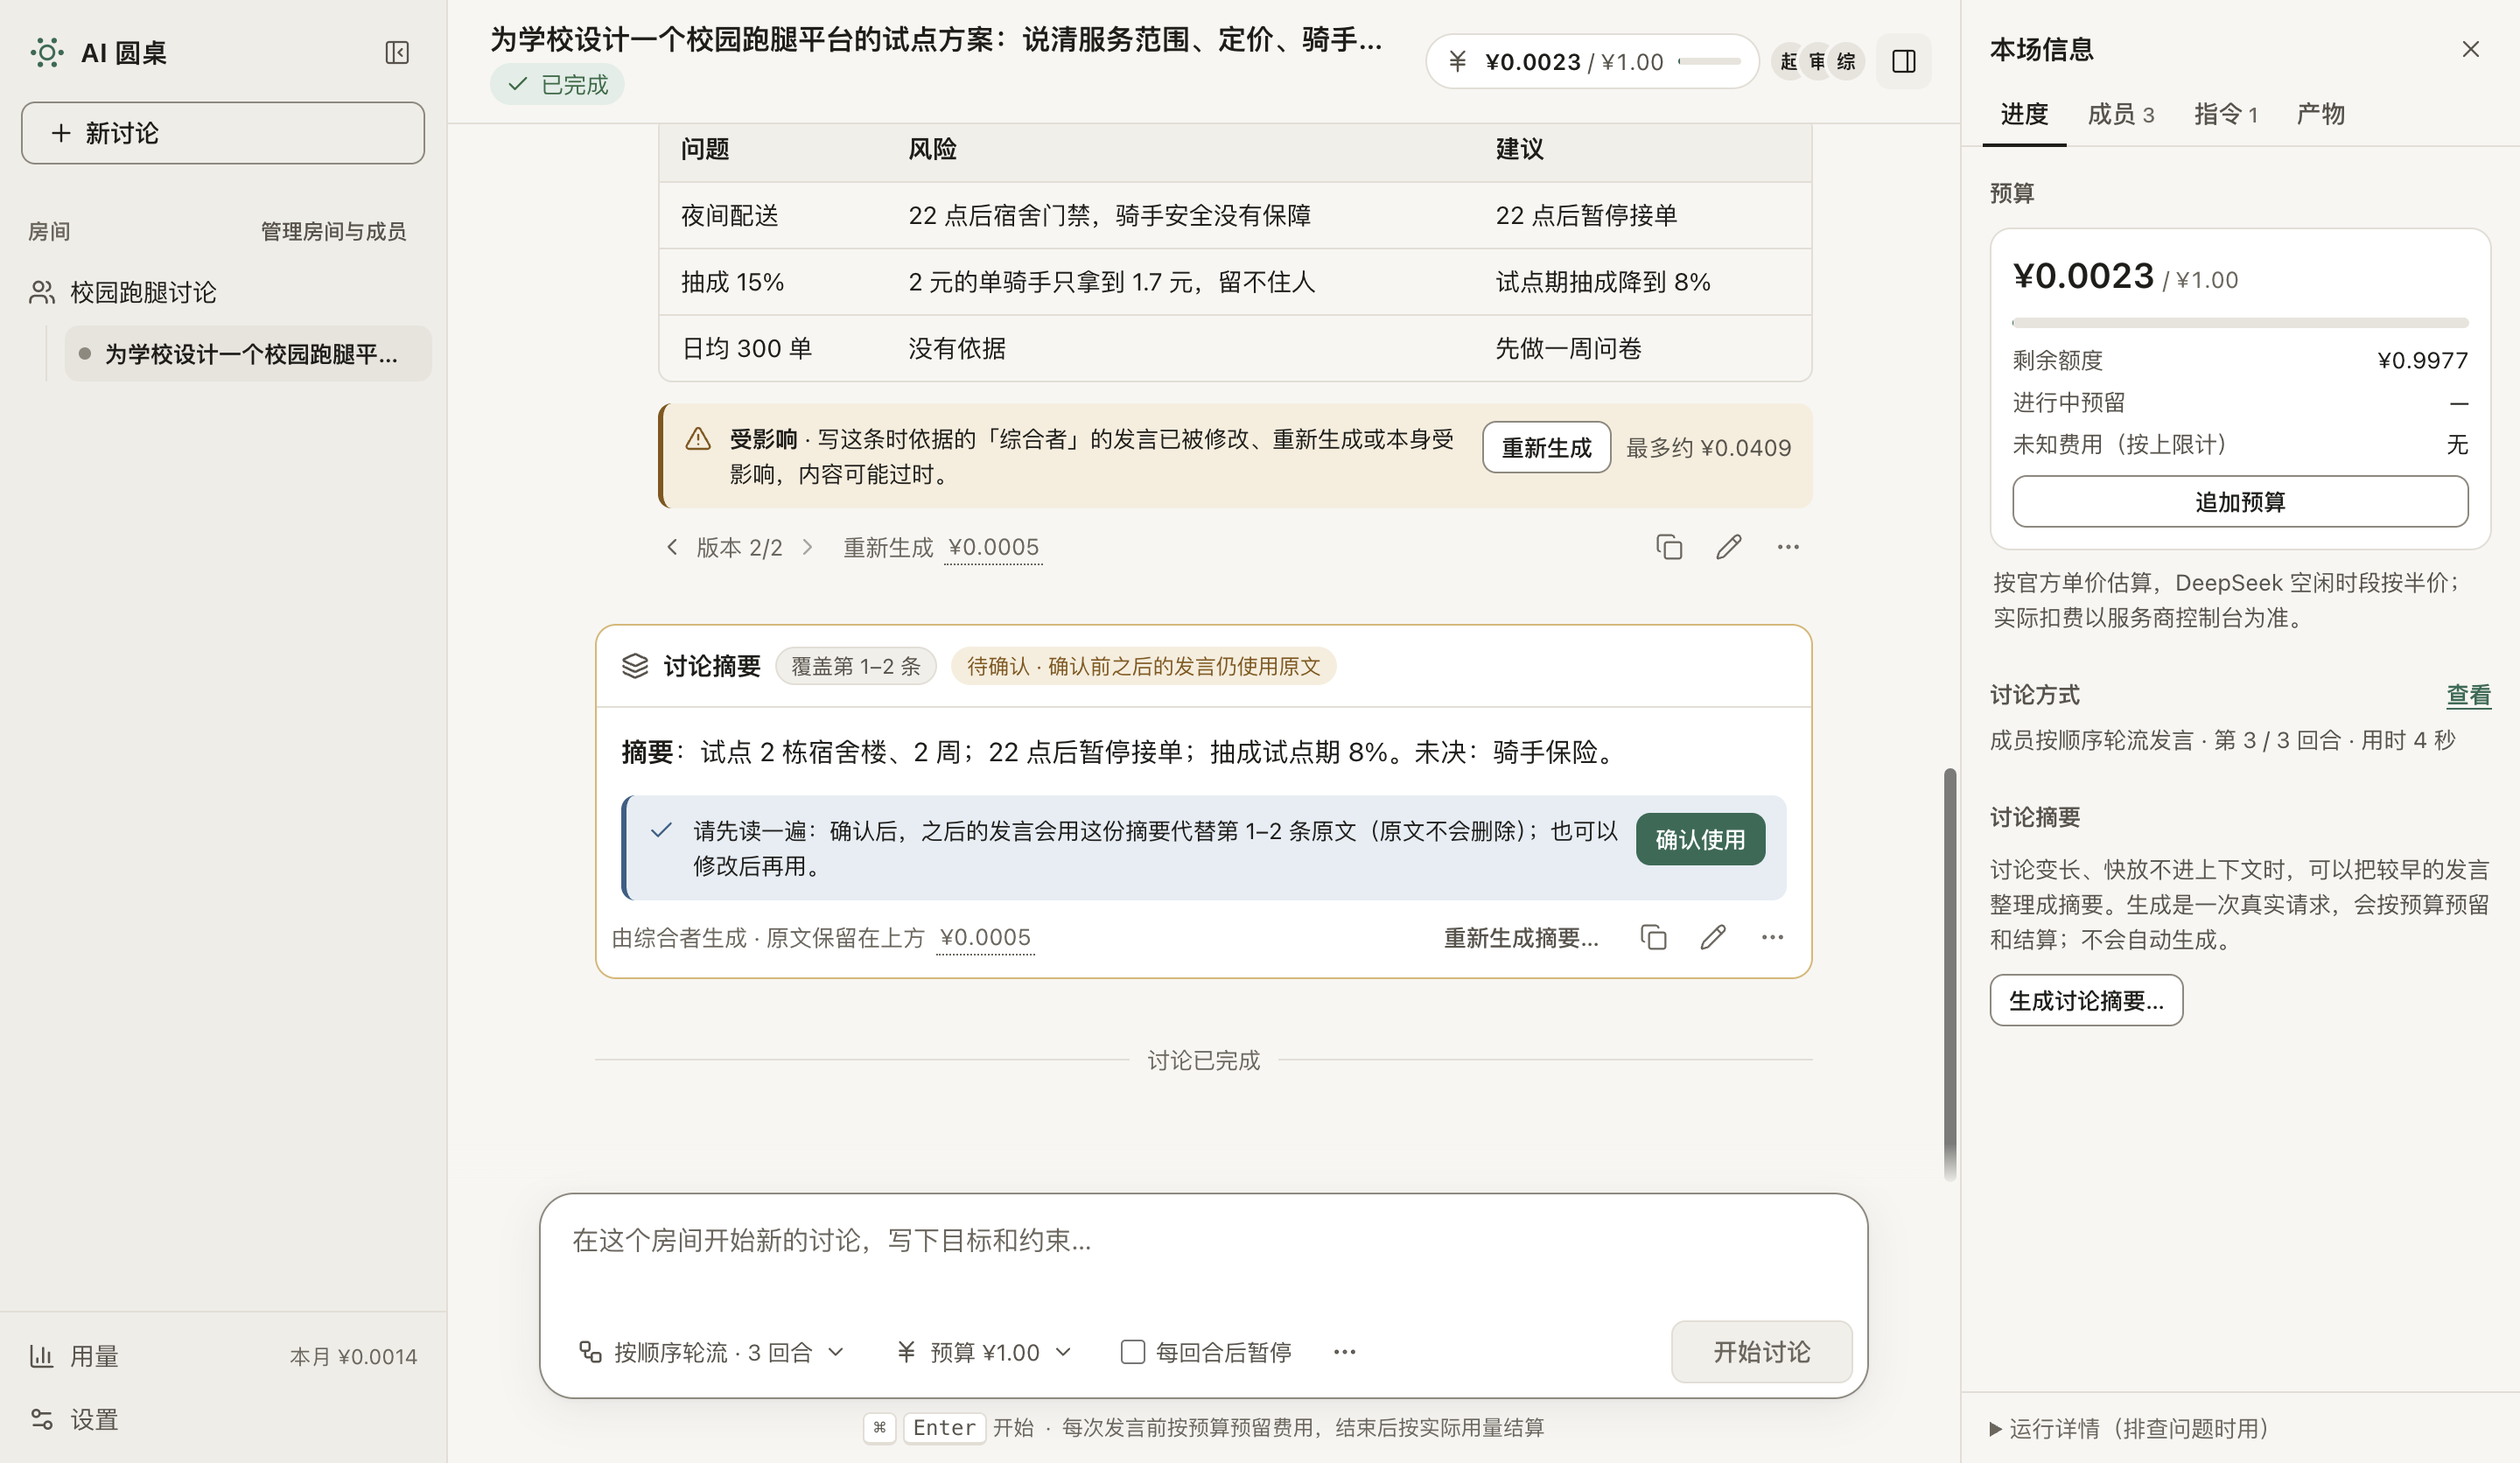 AI 圆桌
新讨论
房间
管理房间与成员
校园跑腿讨论
为学校设计一个校园跑腿平...
用量
本月 ¥0.0014
设置
为学校设计一个校园跑腿平台的试点方案：说清服务范围、定价、骑手...
已完成
¥0.0023 / ¥1.00
起 审 综
问题 风险 建议
夜间配送 22 点后宿舍门禁，骑手安全没有保障 22 点后暂停接单
抽成 15% 2 元的单骑手只拿到 1.7 元，留不住人 试点期抽成降到 8%
日均 300 单 没有依据 先做一周问卷
受影响 · 写这条时依据的「综合者」的发言已被修改、重新生成或本身受
影响，内容可能过时。
重新生成
最多约 ¥0.0409
版本 2/2
重新生成 ¥0.0005
讨论摘要
覆盖第 1–2 条
待确认 · 确认前之后的发言仍使用原文
摘要：试点 2 栋宿舍楼、2 周；22 点后暂停接单；抽成试点期 8%。未决：骑手保险。
请先读一遍：确认后，之后的发言会用这份摘要代替第 1–2 条原文（原文不会删除）；也可以
修改后再用。
确认使用
由综合者生成 · 原文保留在上方 ¥0.0005
重新生成摘要...
讨论已完成
在这个房间开始新的讨论，写下目标和约束...
按顺序轮流 · 3 回合
¥ 预算 ¥1.00
每回合后暂停
开始讨论
⌘ Enter 开始 · 每次发言前按预算预留费用，结束后按实际用量结算
本场信息
进度
成员 3
指令 1
产物
预算
¥0.0023 / ¥1.00
剩余额度 ¥0.9977
进行中预留 —
未知费用（按上限计） 无
追加预算
按官方单价估算，DeepSeek 空闲时段按半价；
实际扣费以服务商控制台为准。
讨论方式
查看
成员按顺序轮流发言 · 第 3 / 3 回合 · 用时 4 秒
讨论摘要
讨论变长、快放不进上下文时，可以把较早的发言
整理成摘要。生成是一次真实请求，会按预算预留
和结算；不会自动生成。
生成讨论摘要...
运行详情（排查问题时用）